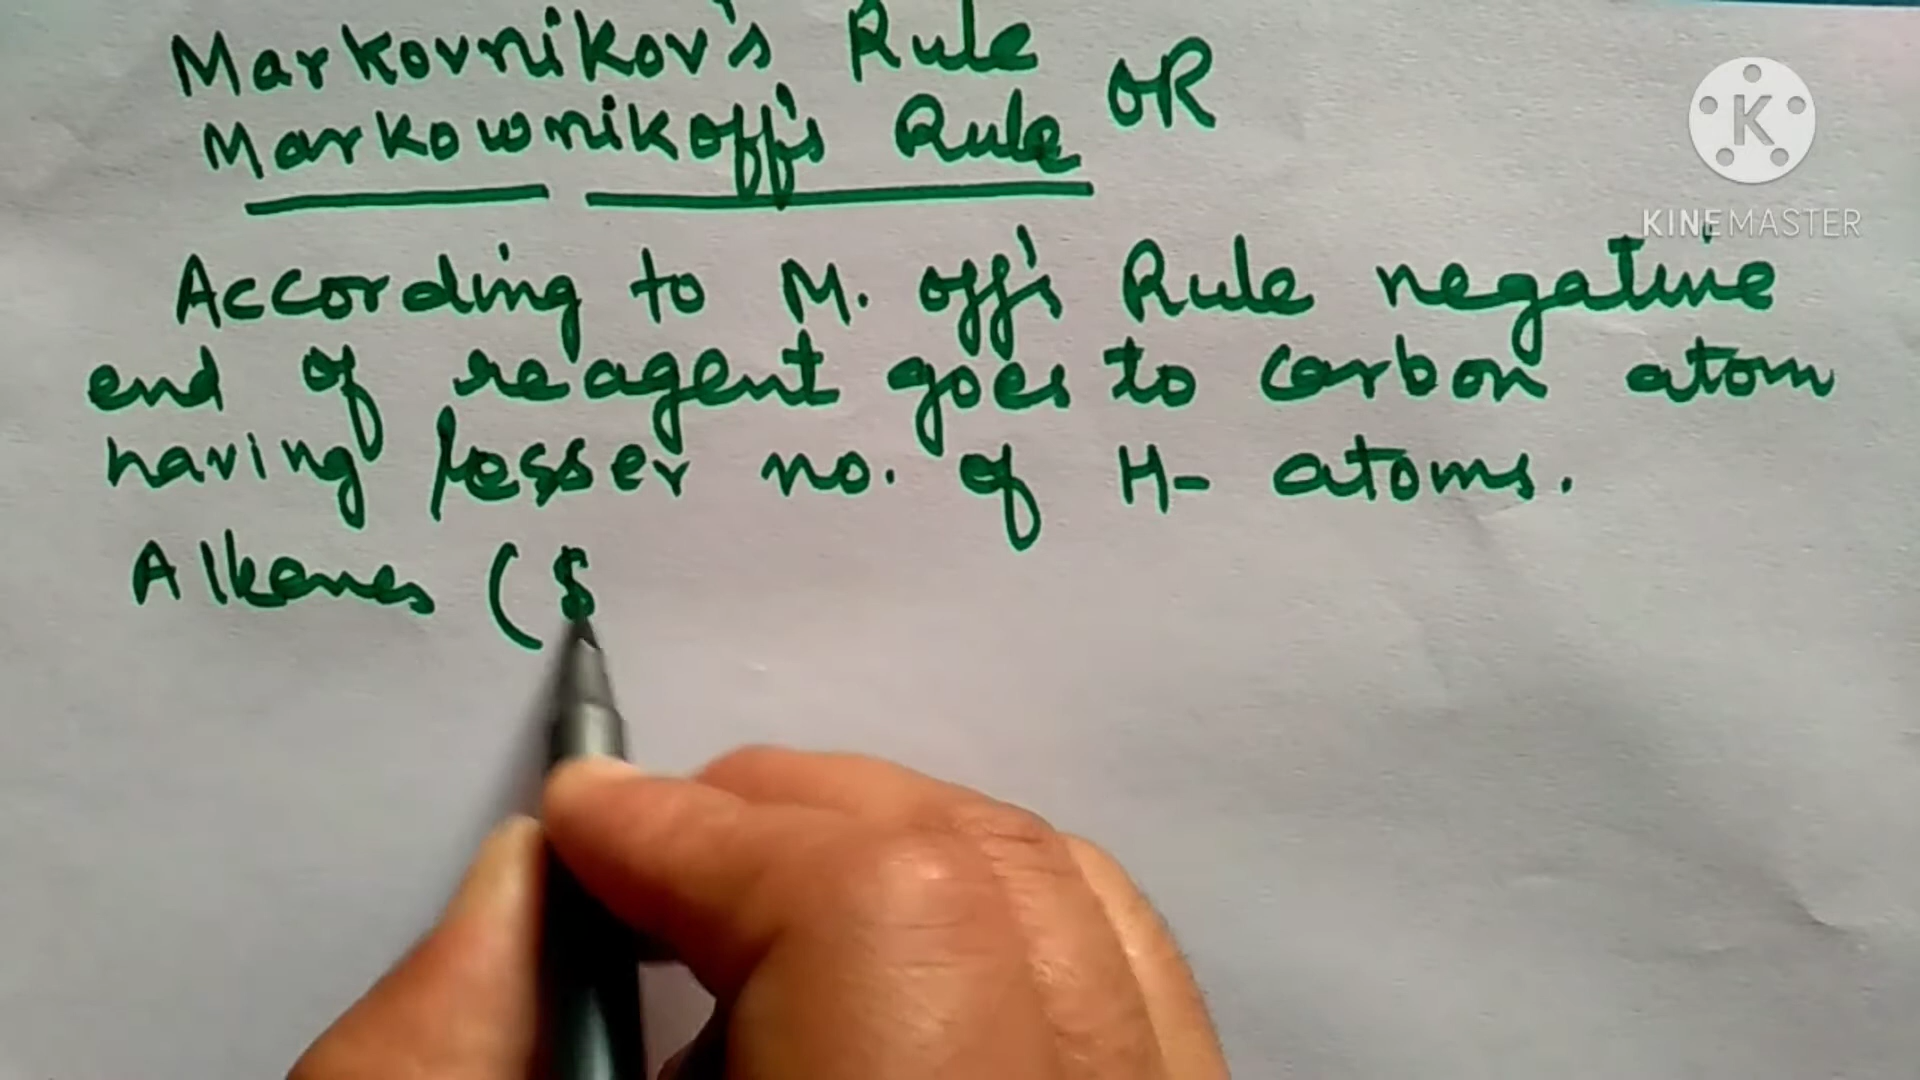 Markovnikov's Rule OR
Markownikoff's Rule
According to M. off's Rule negative
end of reagent goes to carbon atom
having lesser no. of H- atoms.
Alkenes (S
K
KINEMASTER